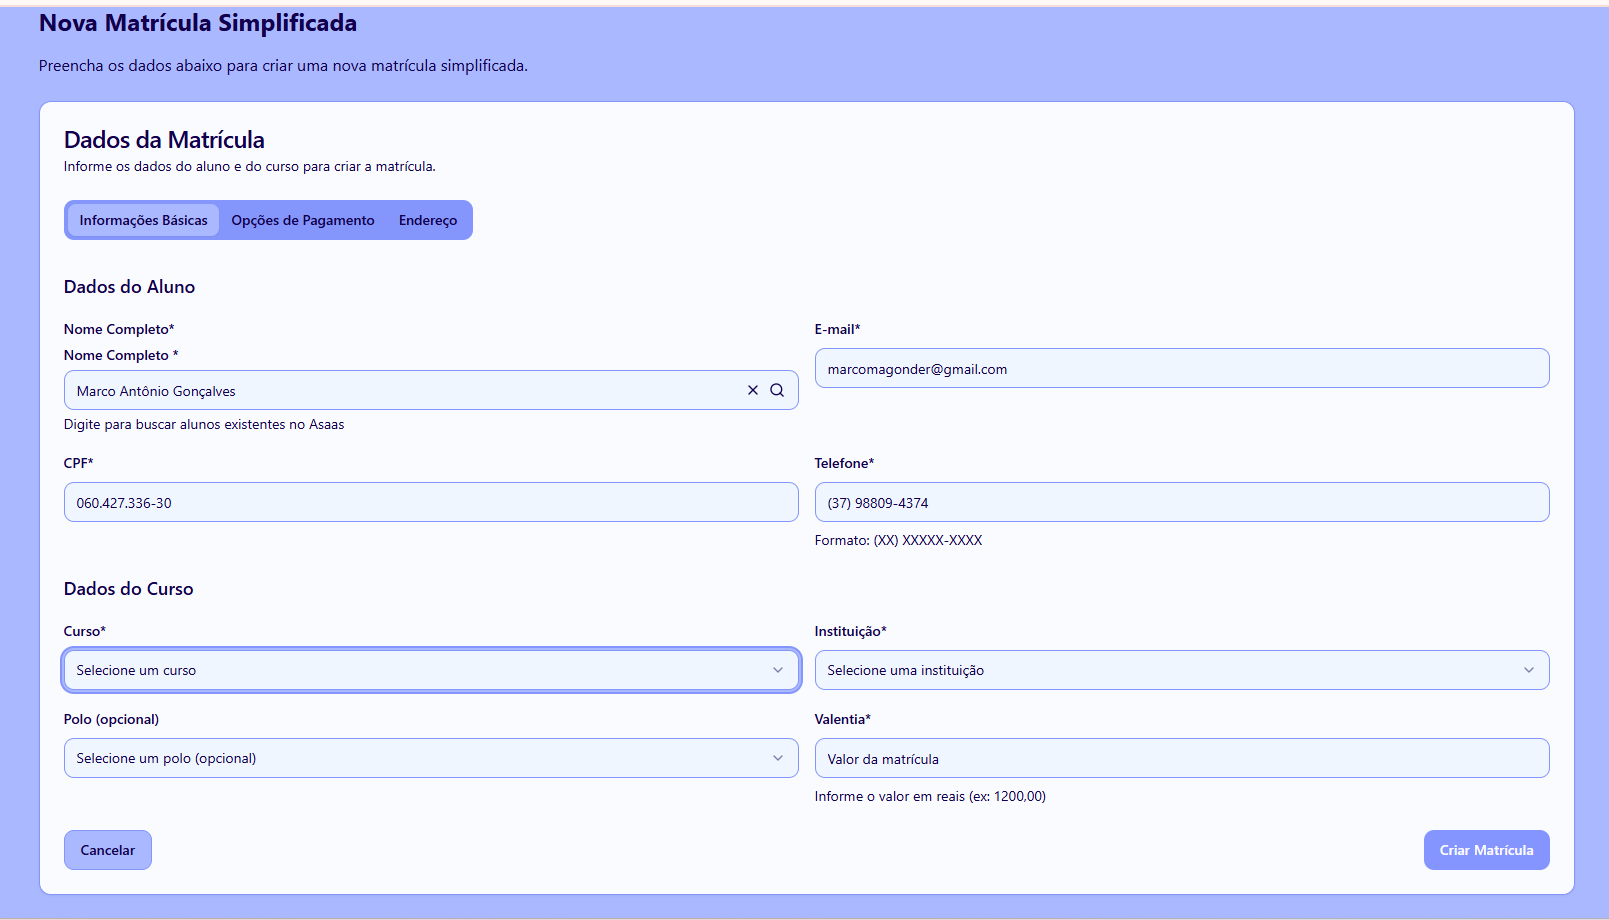 Nova Matrícula Simplificada
Preencha os dados abaixo para criar uma nova matrícula simplificada.
Dados da Matrícula
Informe os dados do aluno e do curso para criar a matrícula.
Informações Básicas Opções de Pagamento Endereço
Dados do Aluno
Nome Completo*
Nome Completo *
Marco Antônio Gonçalves
Digite para buscar alunos existentes no Asaas
E-mail*
marcomagonder@gmail.com
CPF*
060.427.336-30
Telefone*
(37) 98809-4374
Formato: (XX) XXXXX-XXXX
Dados do Curso
Curso*
Selecione um curso
Instituição*
Selecione uma instituição
Polo (opcional)
Selecione um polo (opcional)
Valentia*
Valor da matrícula
Informe o valor em reais (ex: 1200,00)
Cancelar
Criar Matrícula